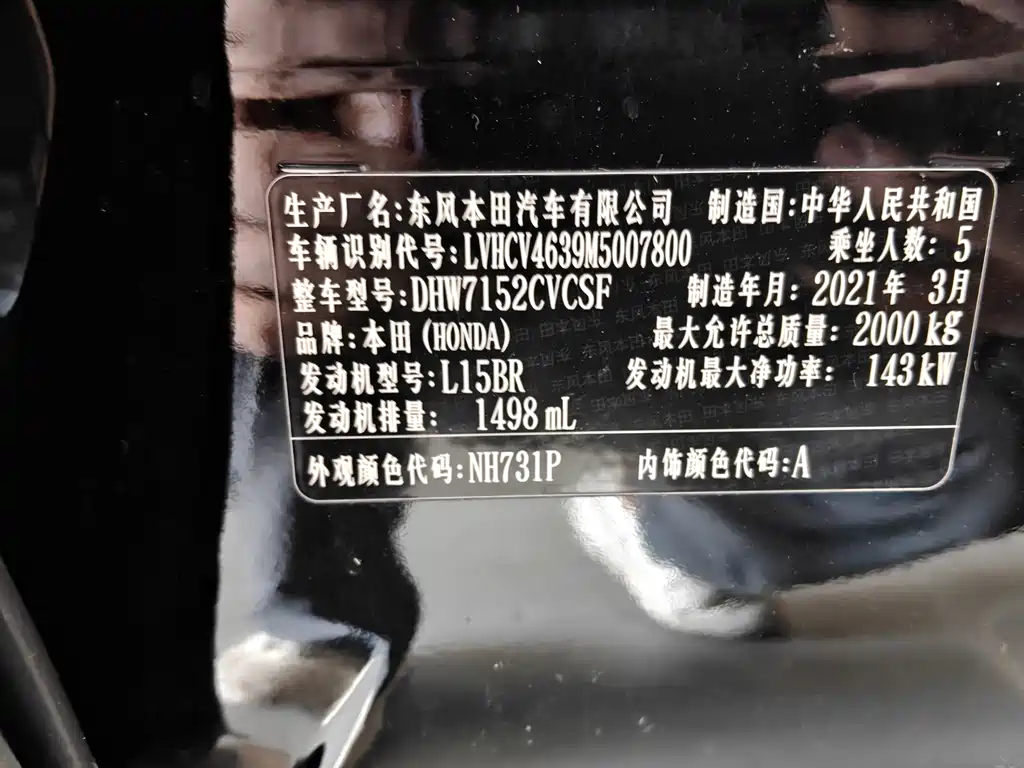 生产厂名:东风本田汽车有限公司 制造国:中华人民共和国
车辆识别代号:LVHCV4639M5007800 乘坐人数: 5
整车型号:DHW7152CVCSF 制造年月: 2021年 3月
品牌:本田(HONDA) 最大允许总质量: 2000kg
发动机型号:L15BR 发动机最大净功率: 143kW
发动机排量: 1498mL
外观颜色代码:NH731P 内饰颜色代码:A